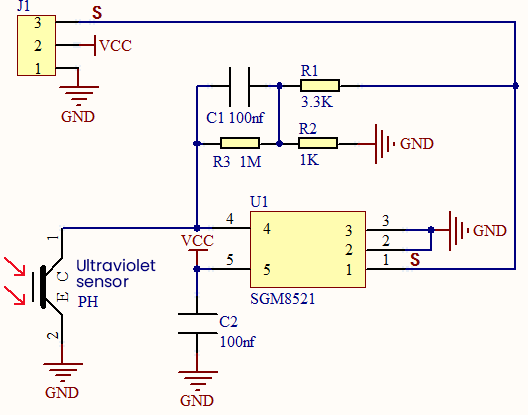 J1
S
3
2
VCC
1
GND
R1
3.3K
C1 100nf
R2
1K
GND
R3 1M
U1
4
4
3
3
2
2
GND
VCC
5
5
1
1
S
SGM8521
1
C
E
2
Ultraviolet
sensor
PH
C2
100nf
GND
GND